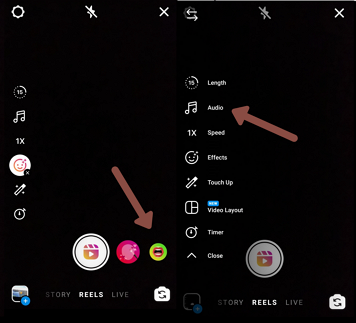 15
1X
STORY REELS LIVE
15 Length
Audio
1X Speed
Effects
Touch Up
NEW
Video Layout
Timer
Close
STORY REELS LIVE